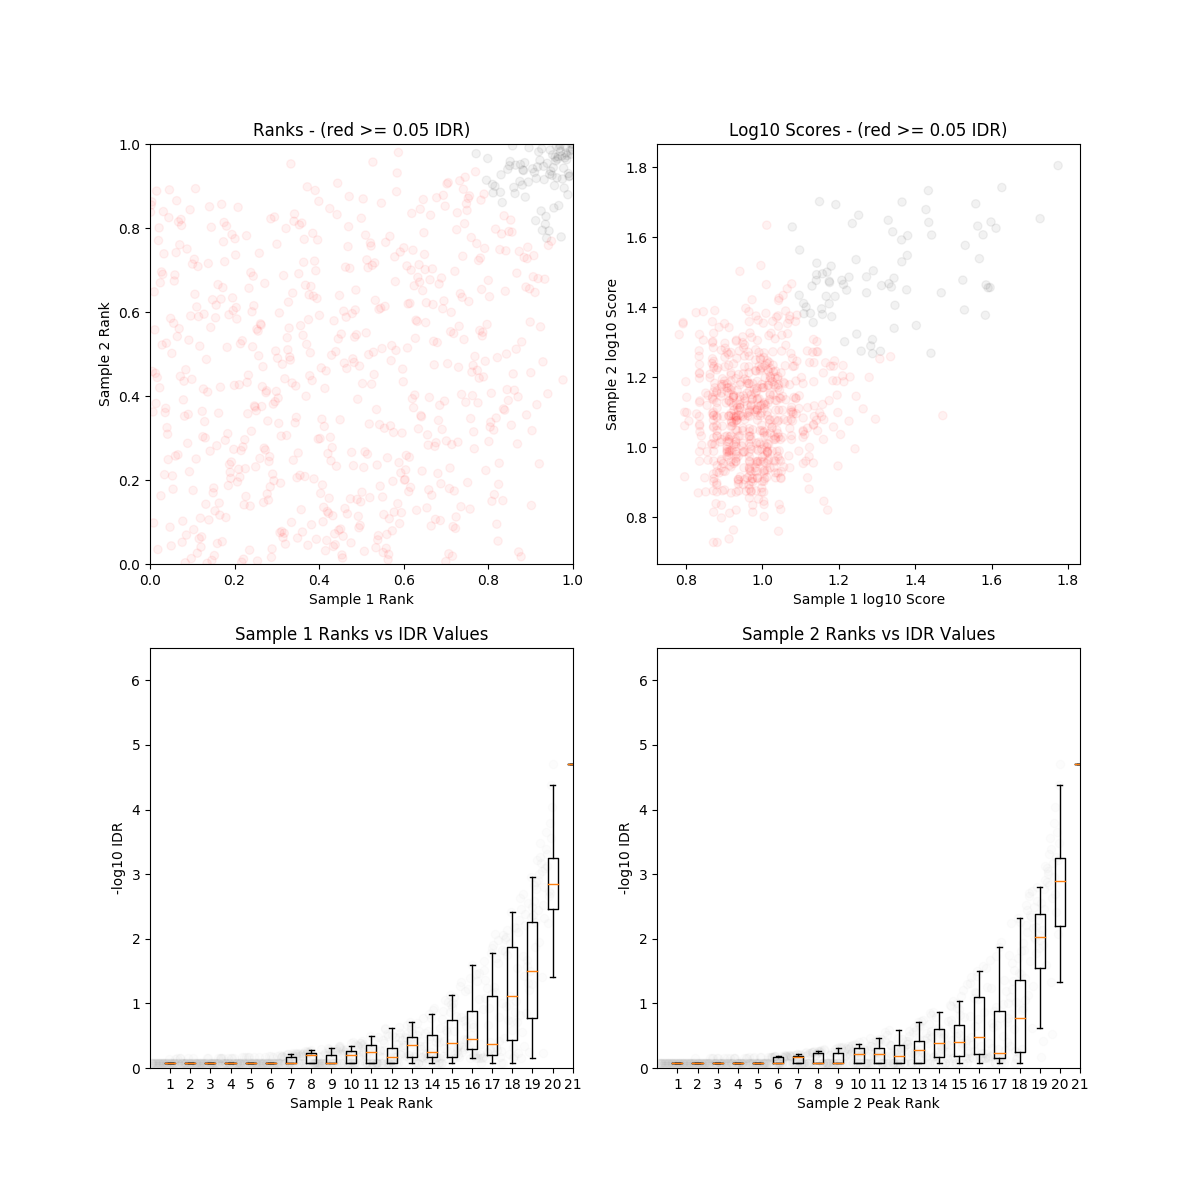 Ranks - (red >= 0.05 IDR)
1.0
0.8
0.6
0.4
0.2
0.0
Sample 2 Rank
0.0 0.2 0.4 0.6 0.8 1.0
Sample 1 Rank
Log10 Scores - (red >= 0.05 IDR)
1.8
1.6
1.4
1.2
1.0
0.8
Sample 2 log10 Score
0.8 1.0 1.2 1.4 1.6 1.8
Sample 1 log10 Score
Sample 1 Ranks vs IDR Values
6
5
4
3
2
1
0
-log10 IDR
1 2 3 4 5 6 7 8 9 10 11 12 13 14 15 16 17 18 19 20 21
Sample 1 Peak Rank
Sample 2 Ranks vs IDR Values
6
5
4
3
2
1
0
-log10 IDR
1 2 3 4 5 6 7 8 9 10 11 12 13 14 15 16 17 18 19 20 21
Sample 2 Peak Rank